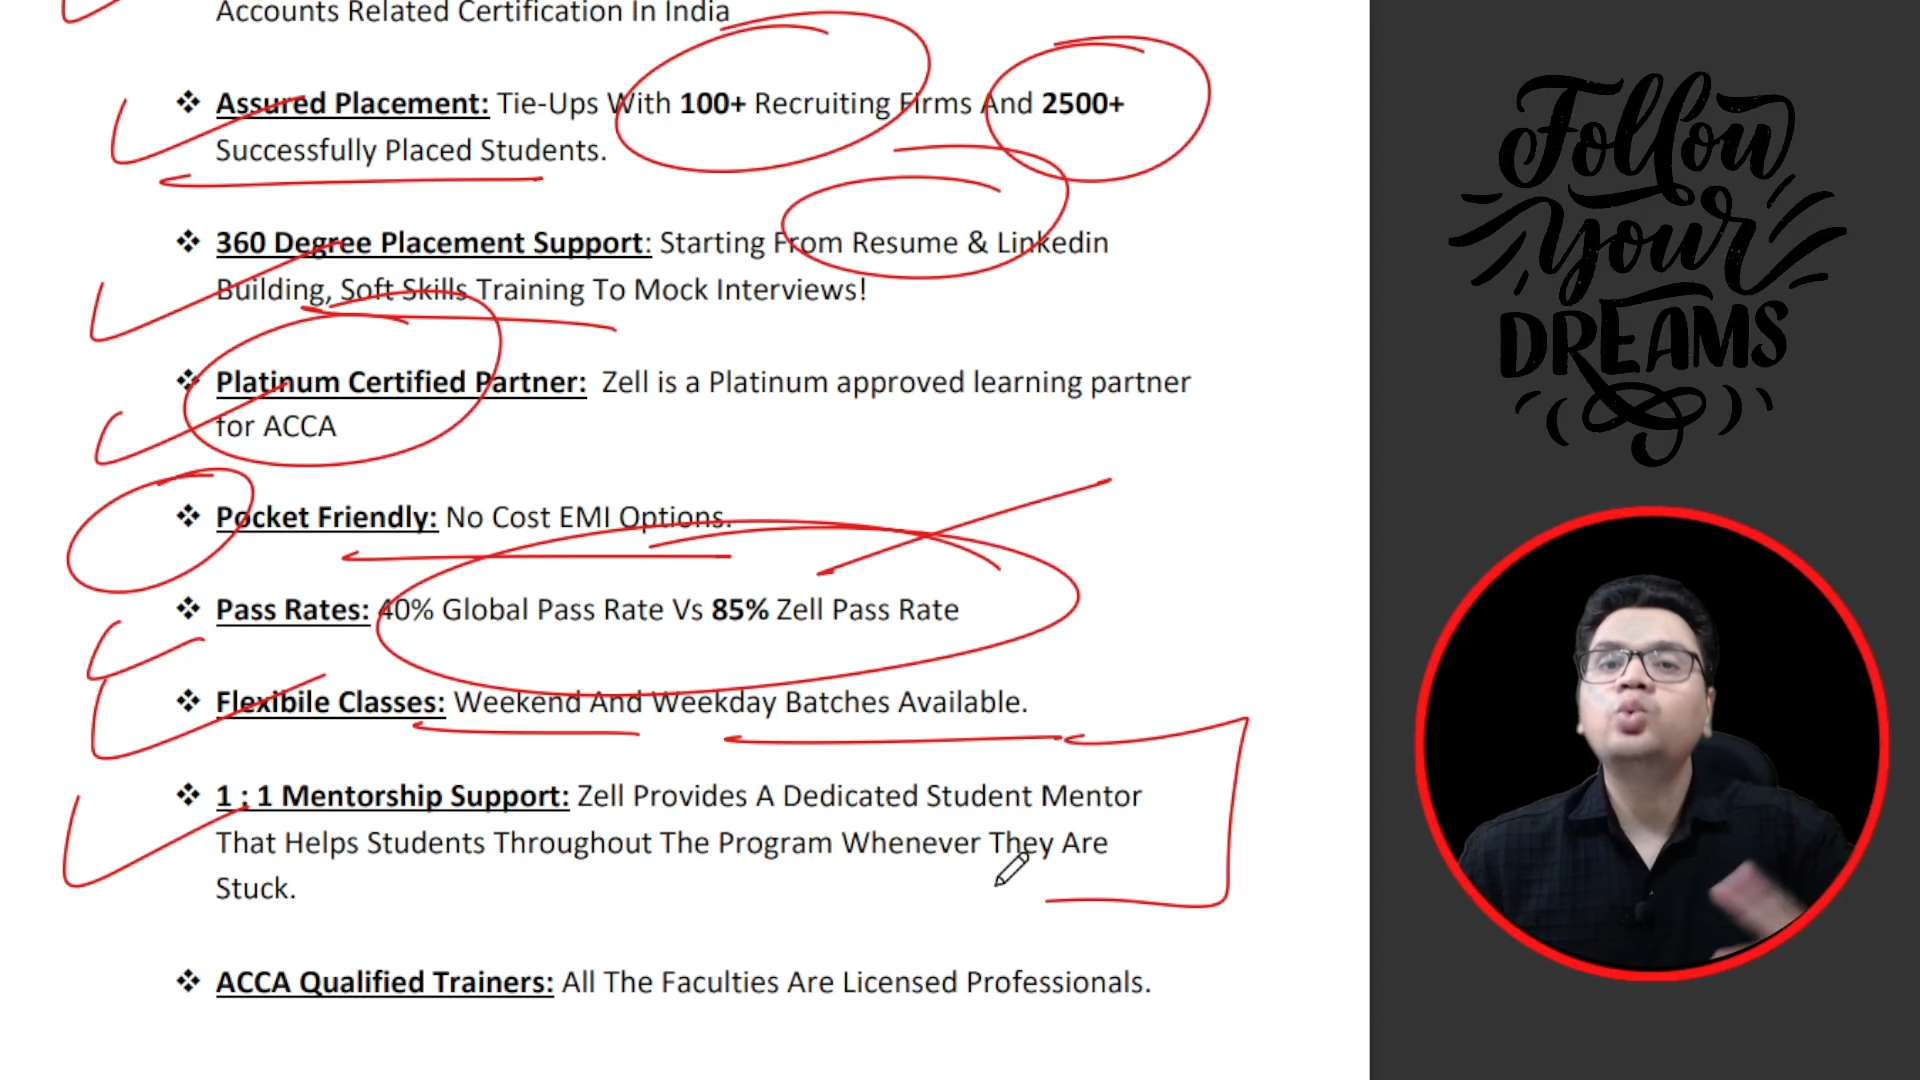 Accounts Related Certification In India
❖ Assured Placement: Tie-Ups With 100+ Recruiting Firms And 2500+
Successfully Placed Students.
❖ 360 Degree Placement Support: Starting From Resume & Linkedin
Building, Soft Skills Training To Mock Interviews!
❖ Platinum Certified Partner: Zell is a Platinum approved learning partner
for ACCA
❖ Pocket Friendly: No Cost EMI Options.
❖ Pass Rates: 40% Global Pass Rate Vs 85% Zell Pass Rate
❖ Flexibile Classes: Weekend And Weekday Batches Available.
❖ 1 : 1 Mentorship Support: Zell Provides A Dedicated Student Mentor
That Helps Students Throughout The Program Whenever They Are
Stuck.
❖ ACCA Qualified Trainers: All The Faculties Are Licensed Professionals.
Follow
Your
DREAMS